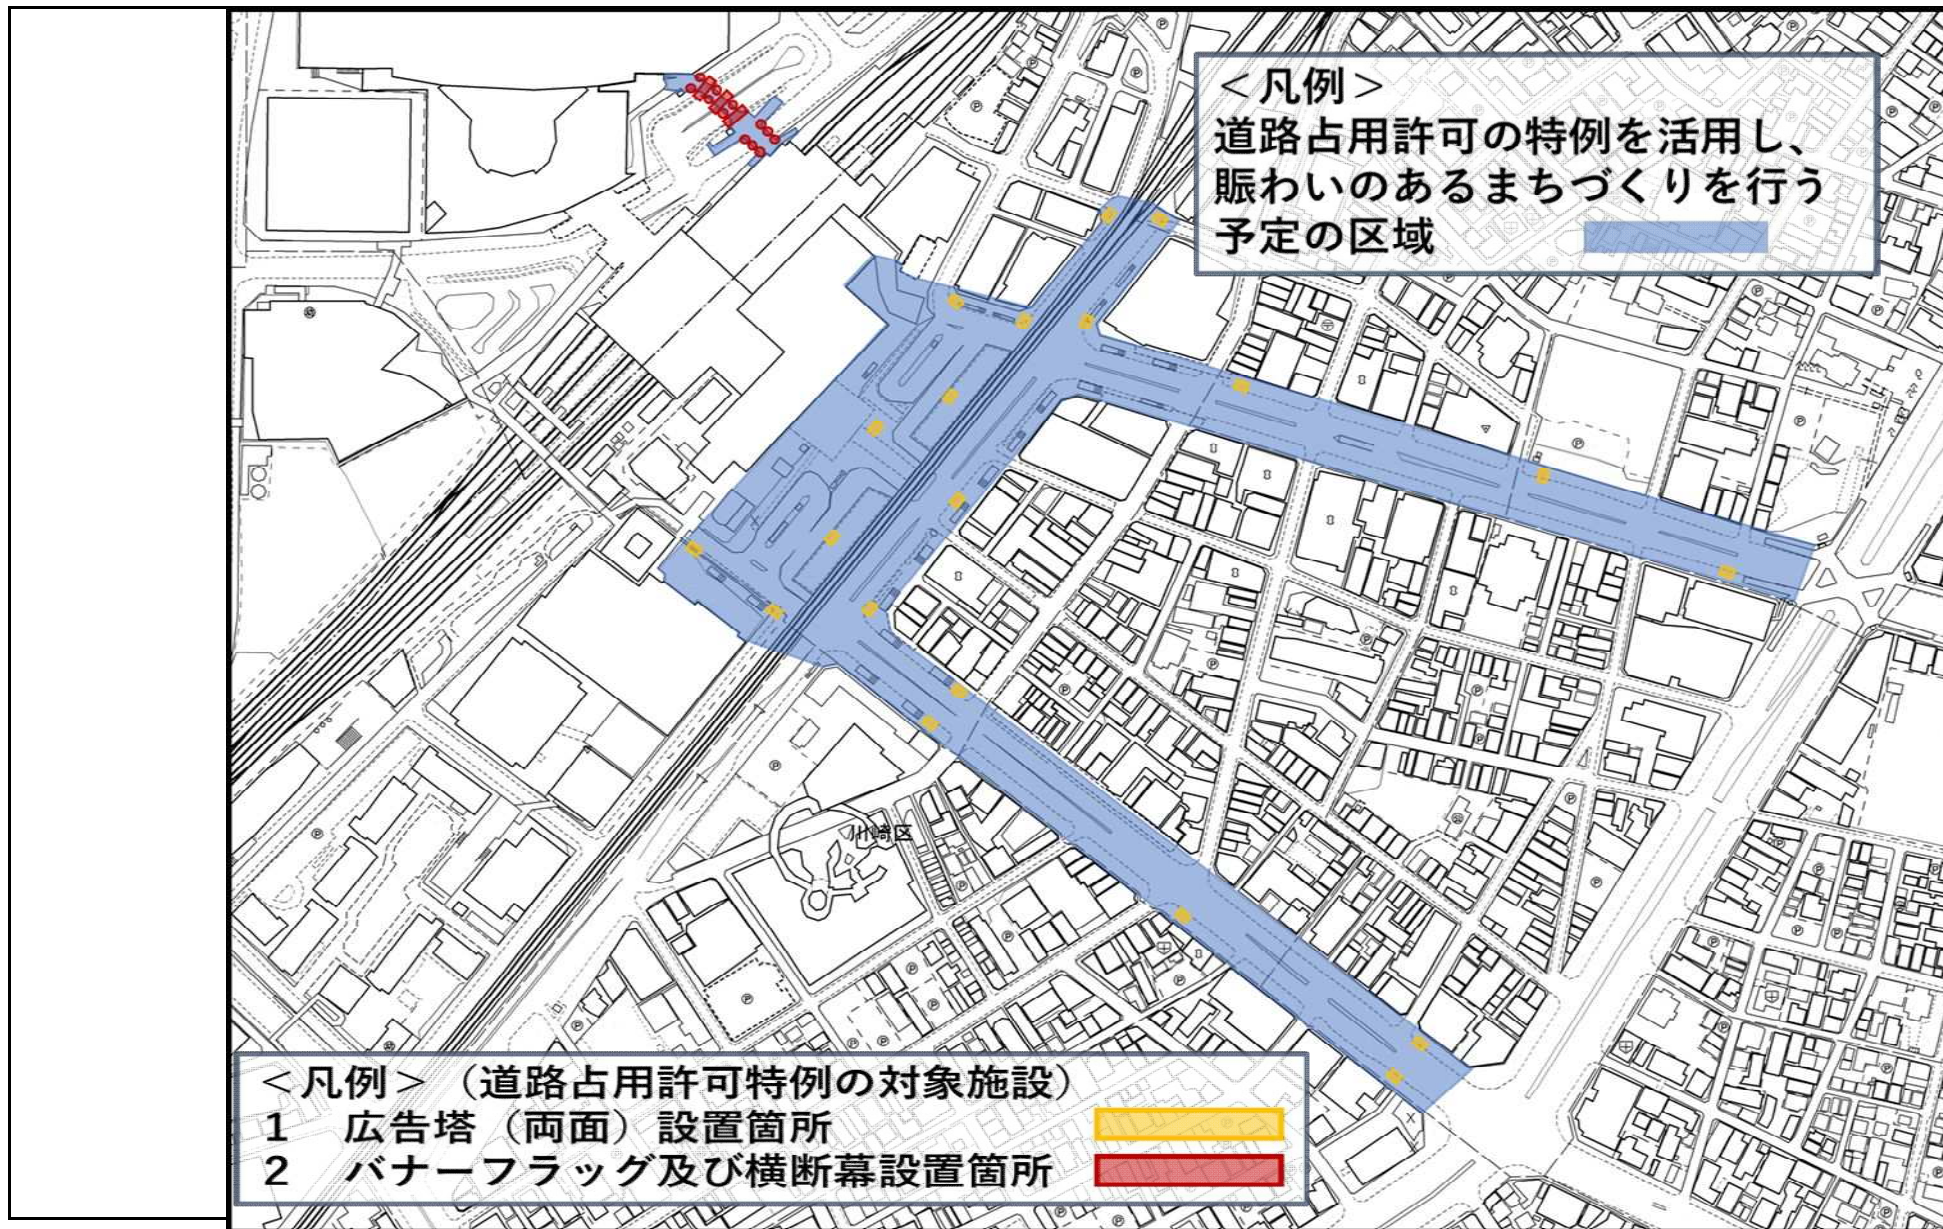 ＜凡例＞
道路占用許可の特例を活用し、
賑わいのあるまちづくりを行う
予定の区域
川崎区
＜凡例＞（道路占用許可特例の対象施設）
1　広告塔（両面）設置箇所
2　バナーフラッグ及び横断幕設置箇所